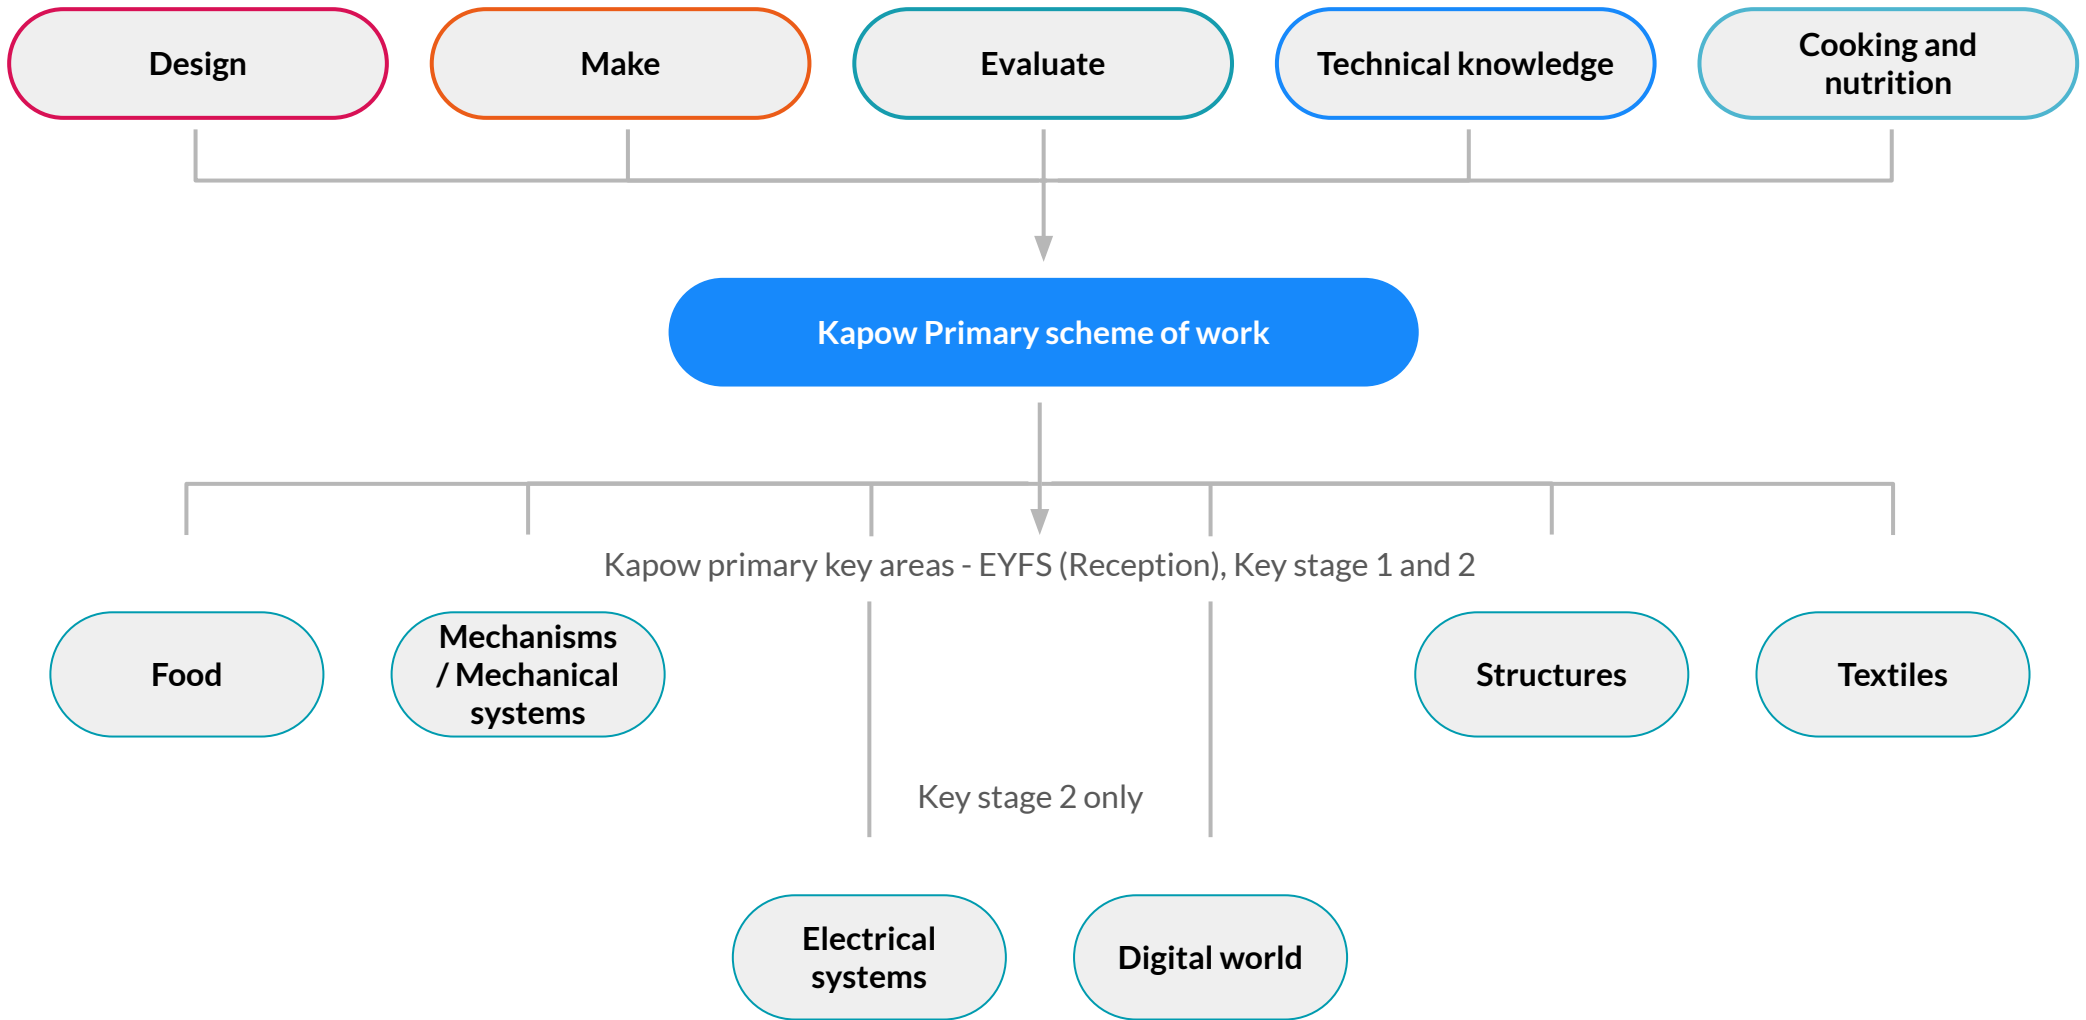 Design
Make
Evaluate
Technical knowledge
Cooking and
nutrition
Kapow Primary scheme of work
Kapow primary key areas - EYFS (Reception), Key stage 1 and 2
Food
Mechanisms
/ Mechanical
systems
Structures
Textiles
Key stage 2 only
Electrical
systems
Digital world